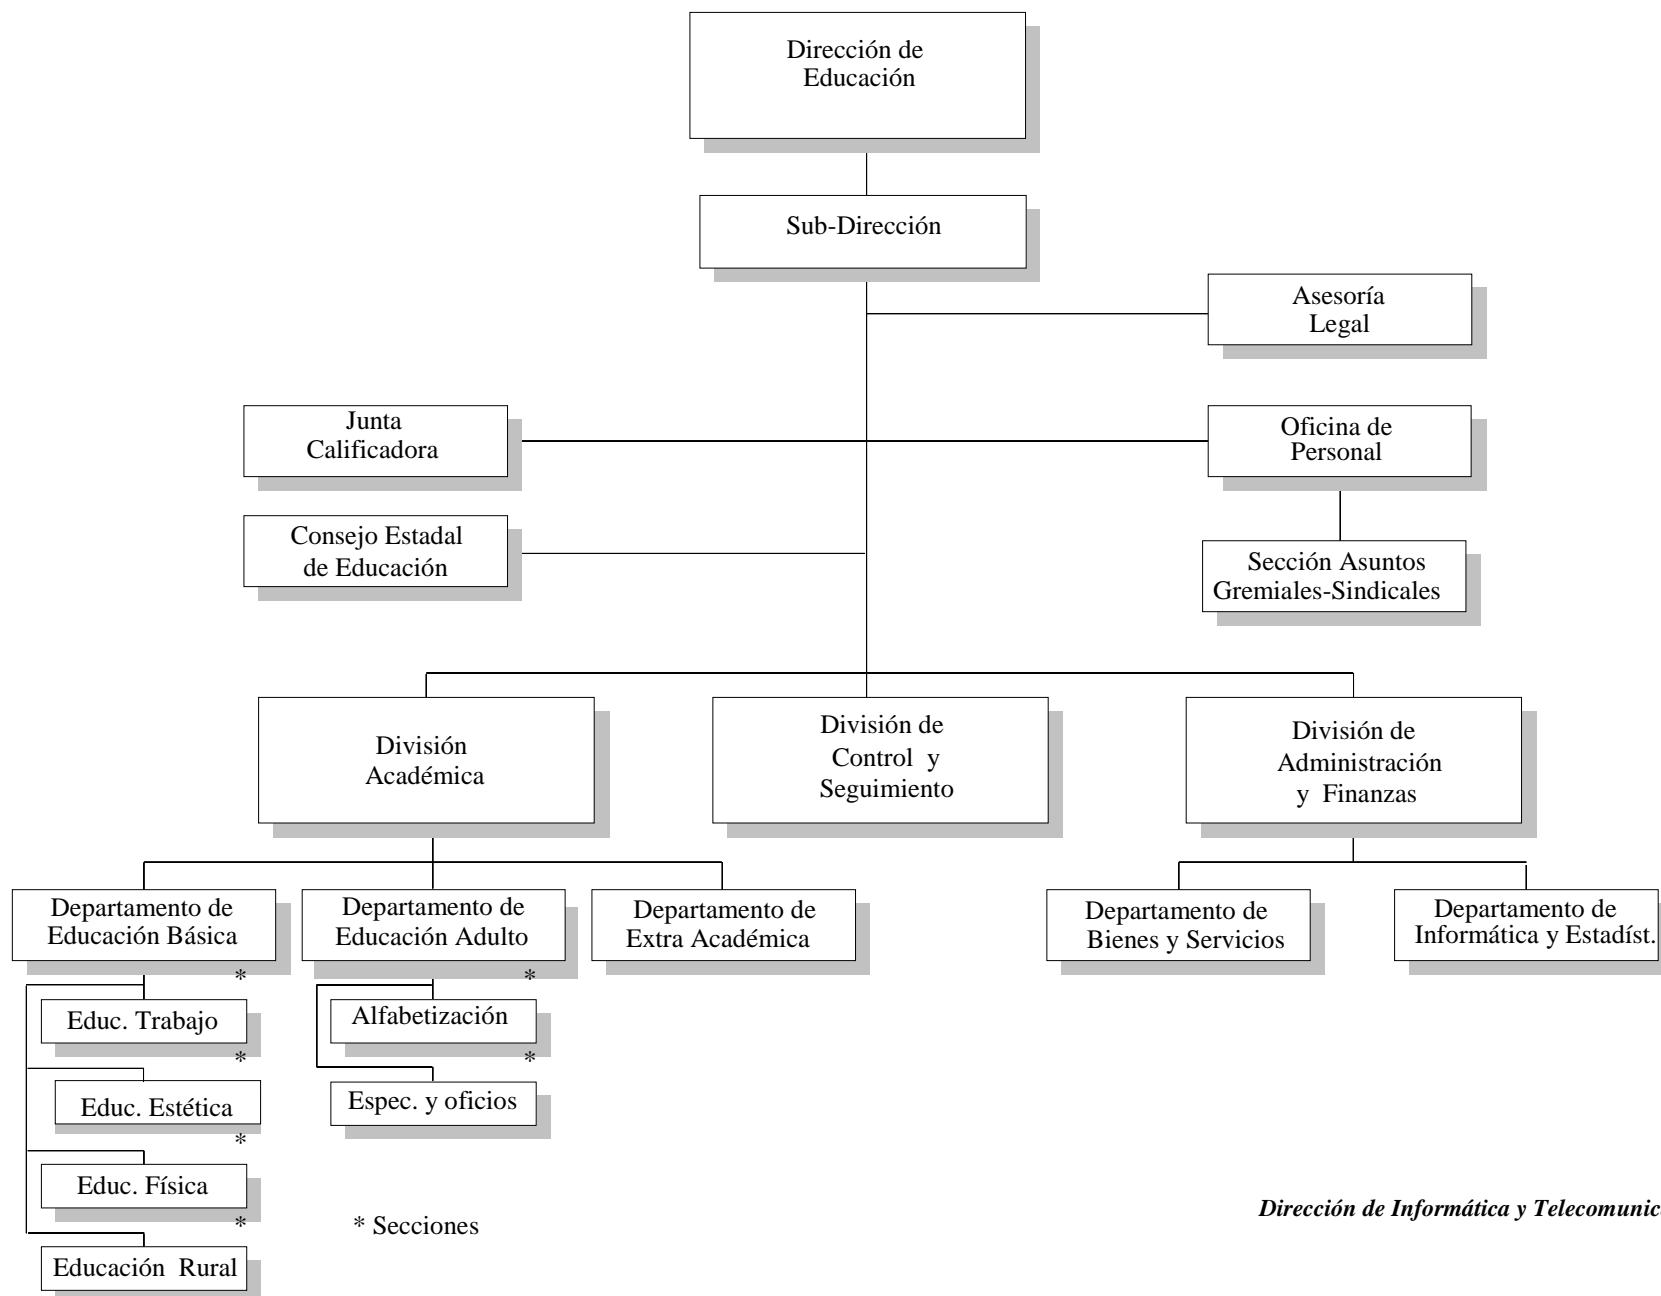 Dirección de
Educación
Sub-Dirección
Asesoría
Legal
Junta
Calificadora
Oficina de
Personal
Consejo Estadal
de Educación
Sección Asuntos
Gremiales-Sindicales
División
Académica
División de
Control y
Seguimiento
División de
Administración
y Finanzas
Departamento de
Educación Básica
Departamento de
Educación Adulto
Departamento de
Extra Académica
Departamento de
Bienes y Servicios
Departamento de
Informática y Estadíst.
*
Educ. Trabajo
*
Educ. Estética
*
Educ. Física
*
Educación Rural
*
Alfabetización
*
Espec. y oficios
* Secciones
Dirección de Informática y Telecomunic